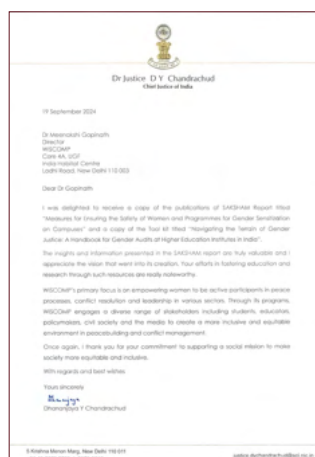 Dr Justice D Y Chandrachud
Chief Justice of India
19 September 2024
Dr Meenakshi Gopinath
Director
WISCOMP
Core 4A, UGF
India Habitat Centre
Lodhi Road, New Delhi 110 003
Dear Dr Gopinath
I was delighted to receive a copy of the publications of SAKSHAM Report titled
"Measures for Ensuring the Safety of Women and Programmes for Gender Sensitization
on Campuses" and a copy of the Tool kit titled "Navigating the Terrain of Gender
Justice: A Handbook for Gender Audits at Higher Education Institutes in India".
The insights and information presented in the SAKSHAM report are truly valuable and I
appreciate the vision that went into its creation. Your efforts in fostering education and
research through such resources are really noteworthy.
WISCOMP's primary focus is on empowering women to be active participants in peace
processes, conflict resolution and leadership in various sectors. Through its programs,
WISCOMP engages a diverse range of stakeholders including students, educators,
policymakers, civil society and the media to create a more inclusive and equitable
environment in peacebuilding and conflict management.
Once again, I thank you for your commitment to supporting a social mission to make
society more equitable and inclusive.
With regards and best wishes
Yours sincerely
Dhananjaya Y Chandrachud
5 Krishna Menon Marg, New Delhi 110 011